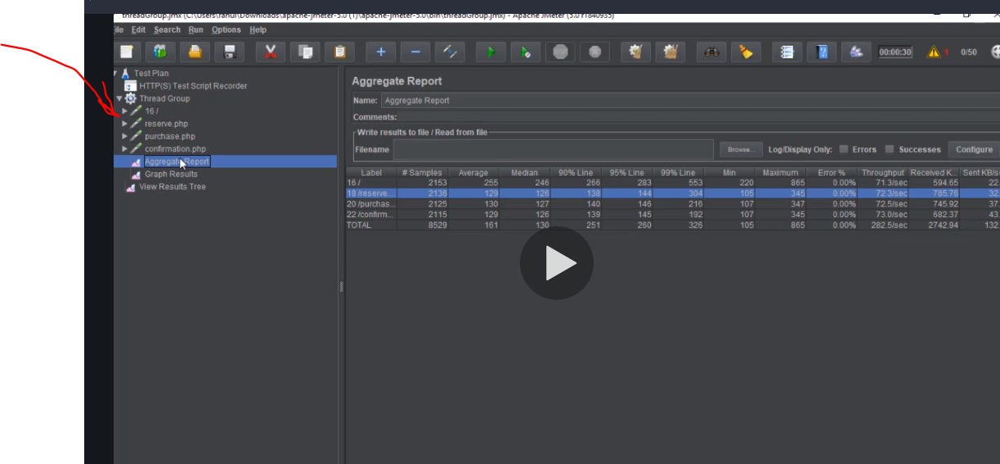 threadGroup.jmx (C:\Users\rahul\Downloads\apache-jmeter-5.0 (1)\apache-jmeter-5.0\bin\threadGroup.jmx) - Apache JMeter (5.0 r1840935)
ile Edit Search Run Options Help
00:00:30 1 0/50
Test Plan
HTTP(S) Test Script Recorder
Thread Group
16 /
reserve.php
purchase.php
confirmation.php
Aggregate Report
Graph Results
View Results Tree
Aggregate Report
Name: Aggregate Report
Comments:
Write results to file / Read from file
Filename Browse... Log/Display Only: Errors Successes Configure
Label # Samples Average Median 90% Line 95% Line 99% Line Min Maximum Error % Throughput Received K... Sent KB/s
16 / 2153 255 246 266 283 553 220 865 0.00% 71.3/sec 594.65 22
18 /reserve... 2136 129 126 138 144 304 105 345 0.00% 72.3/sec 785.76 32
20 /purchas... 2125 130 127 140 146 216 107 347 0.00% 72.5/sec 745.92 37
22 /confirm... 2115 129 126 139 145 192 107 345 0.00% 73.0/sec 682.37 43.
TOTAL 8529 161 130 251 260 326 105 865 0.00% 282.5/sec 2742.94 132.